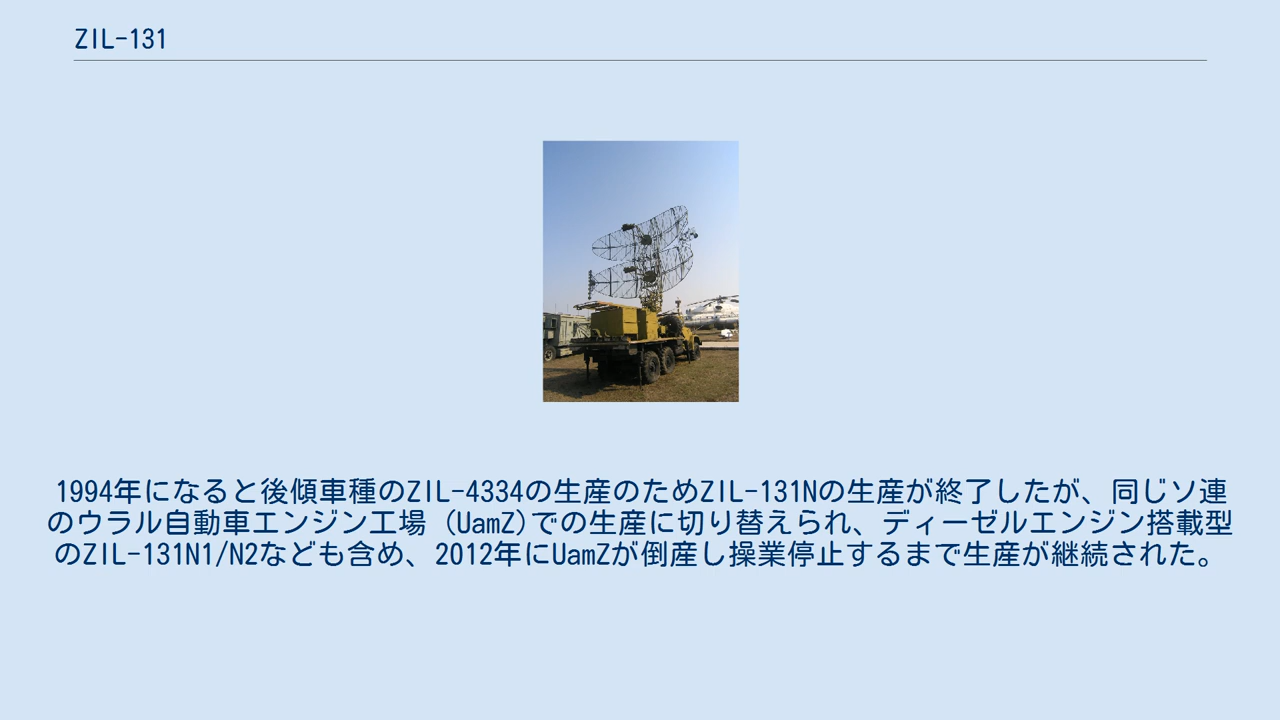 ZIL-131
1994年になると後傾車種のZIL-4334の生産のためZIL-131Nの生産が終了したが、同じソ連
のウラル自動車エンジン工場 (UamZ)での生産に切り替えられ、ディーゼルエンジン搭載型
のZIL-131N1/N2なども含め、2012年にUamZが倒産し操業停止するまで生産が継続された。